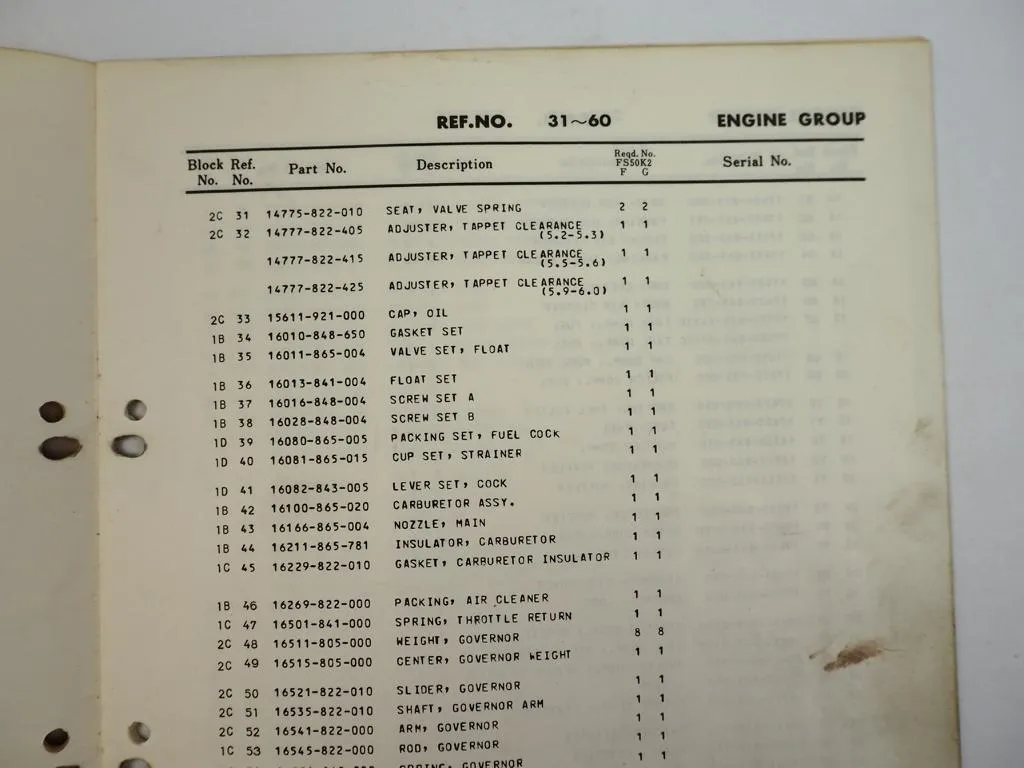 REF.NO. 31~60 ENGINE GROUP
Block No. Ref. No. Part No. Description Reqd. No. FS50K2 F G Serial No.
2C 31 14775-822-010 SEAT, VALVE SPRING 2 2
2C 32 14777-822-405 ADJUSTER, TAPPET CLEARANCE 1 1
(5.2-5.3)
14777-822-415 ADJUSTER, TAPPET CLEARANCE 1 1
(5.5-5.6)
14777-822-425 ADJUSTER, TAPPET CLEARANCE 1 1
(5.9-6.0)
2C 33 15611-921-000 CAP, OIL 1 1
1B 34 16010-848-650 GASKET SET 1 1
1B 35 16011-865-004 VALVE SET, FLOAT 1 1
1B 36 16013-841-004 FLOAT SET 1 1
1B 37 16016-848-004 SCREW SET A 1 1
1B 38 16028-848-004 SCREW SET B 1 1
1D 39 16080-865-005 PACKING SET, FUEL COCK 1 1
1D 40 16081-865-015 CUP SET, STRAINER 1 1
1D 41 16082-843-005 LEVER SET, COCK 1 1
1B 42 16100-865-020 CARBURETOR ASSY. 1 1
1B 43 16166-865-004 NOZZLE, MAIN 1 1
1B 44 16211-865-781 INSULATOR, CARBURETOR 1 1
1C 45 16229-822-010 GASKET, CARBURETOR INSULATOR 1 1
1B 46 16269-822-000 PACKING, AIR CLEANER 1 1
1C 47 16501-841-000 SPRING, THROTTLE RETURN 1 1
2C 48 16511-805-000 WEIGHT, GOVERNOR 8 8
2C 49 16515-805-000 CENTER, GOVERNOR WEIGHT 1 1
2C 50 16521-822-010 SLIDER, GOVERNOR 1 1
2C 51 16535-822-010 SHAFT, GOVERNOR ARM 1 1
2C 52 16541-822-000 ARM, GOVERNOR 1 1
1C 53 16545-822-000 ROD, GOVERNOR 1 1
SPRING, GOVERNOR 1 1